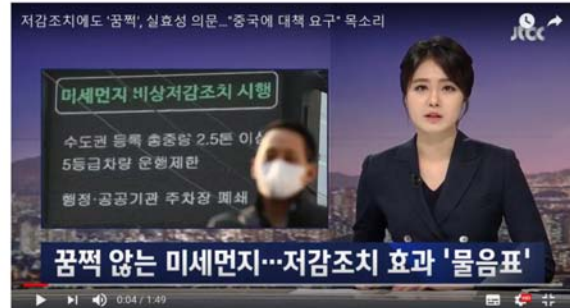 저감조치에도 '꿈쩍', 실효성 의문…"중국에 대책 요구" 목소리
JTBC
미세먼지 비상저감조치 시행
수도권 등록 총중량 2.5톤 이상
5등급차량 운행제한
행정·공공기관 주차장 폐쇄
꿈쩍 않는 미세먼지…저감조치 효과 '물음표'
0:04 / 1:49